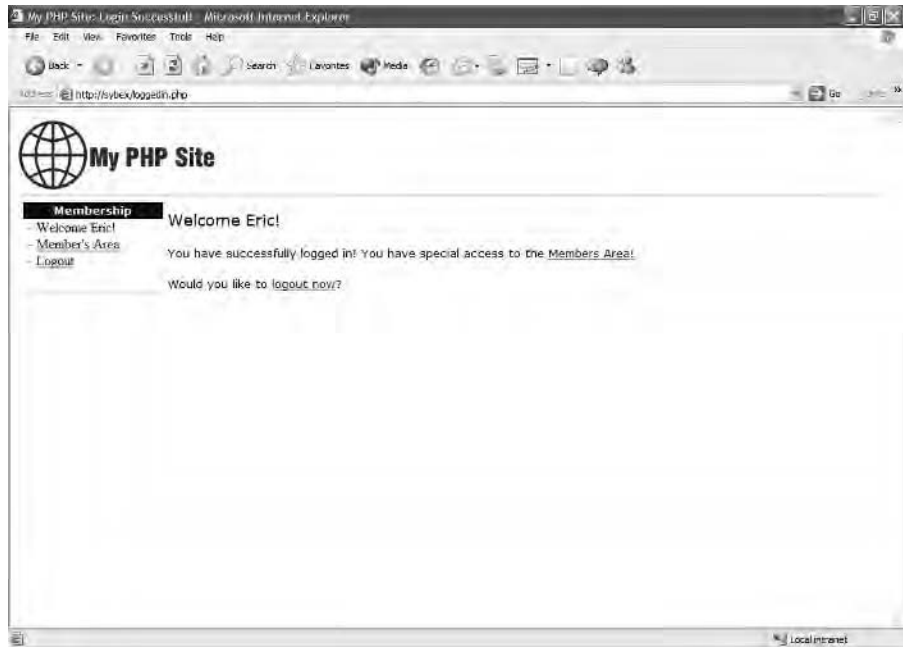 My PHP Site: Login Successful! - Microsoft Internet Explorer
File Edit View Favorites Tools Help
Back Search Favorites Media
Address http://sybex/loggedin.php Go
My PHP Site
Membership
- Welcome Eric!
- Member's Area
- Logout
Welcome Eric!
You have successfully logged in! You have special access to the Members Area!
Would you like to logout now?
Local intranet